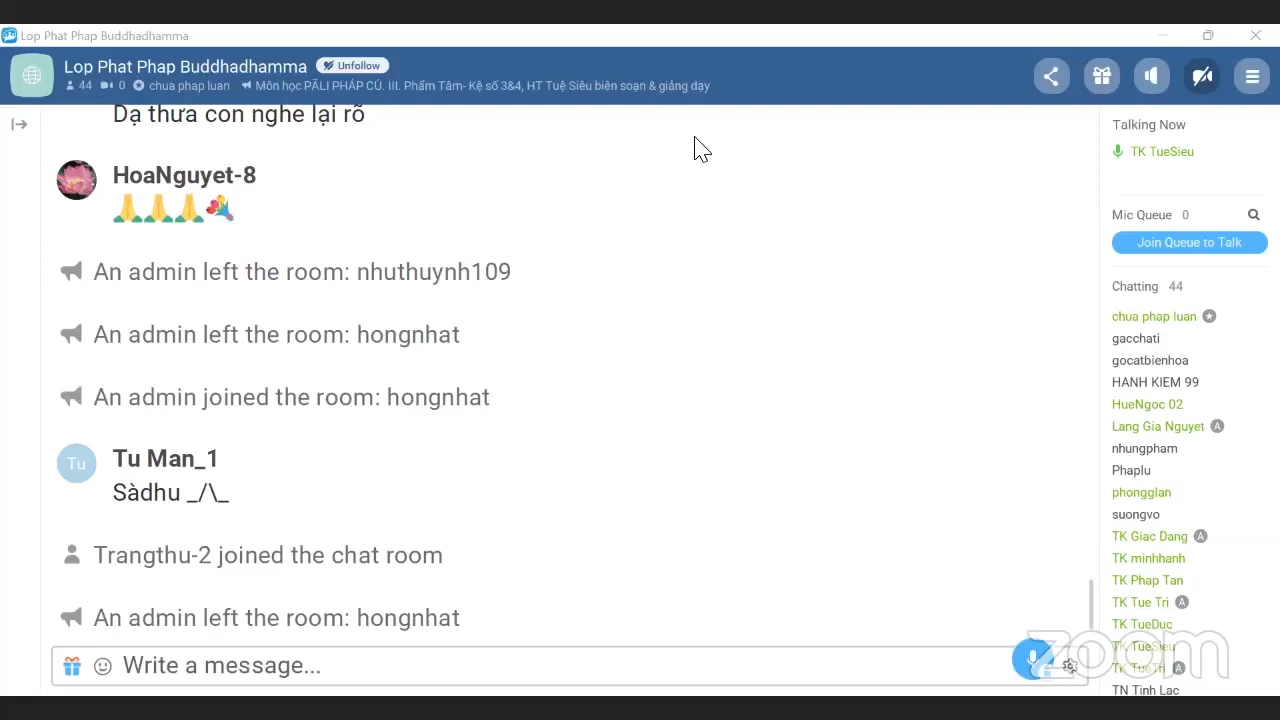 Lop Phat Phap Buddhadhamma
Lop Phat Phap Buddhadhamma Unfollow
44 0 chua phap luan Môn học PĀLI PHÁP CÚ. III. Phẩm Tâm- Kệ số 3&4, HT Tuệ Siêu biên soạn & giảng dạy
Dạ thưa con nghe lại rõ
HoaNguyet-8
🙏🙏🙏💐
An admin left the room: nhuthuynh109
An admin left the room: hongnhat
An admin joined the room: hongnhat
Tu
Tu Man_1
Sàdhu _/\_
Trangthu-2 joined the chat room
An admin left the room: hongnhat
Write a message...
Talking Now
TK TueSieu
Mic Queue 0
Join Queue to Talk
Chatting 44
chua phap luan
gacchati
gocatbienhoa
HANH KIEM 99
HueNgoc 02
Lang Gia Nguyet A
nhungpham
Phaplu
phongglan
suongvo
TK Giac Dang A
TK minhhanh
TK Phap Tan
TK Tue Tri A
TK TueDuc
TK TueSieu
TK TueTri A
TN Tinh Lac
zoom